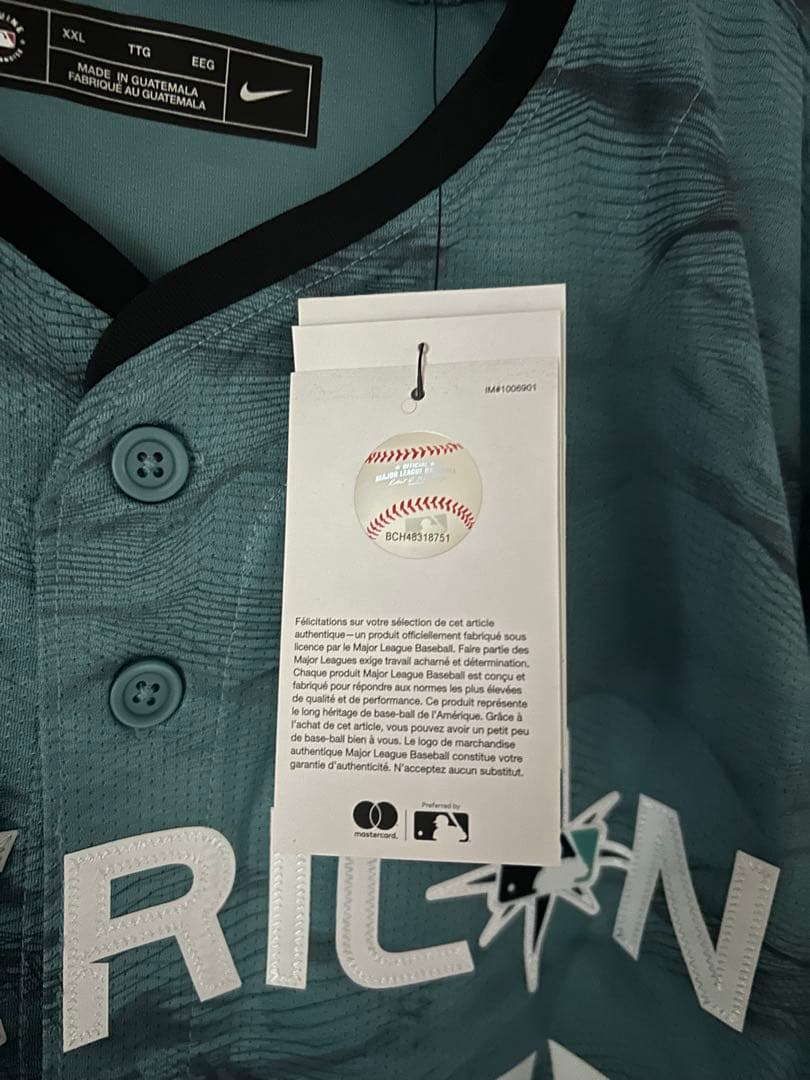 XXL
TTG
EEG
MADE IN GUATEMALA
FABRIQUÉ AU GUATEMALA
IM#1006901
OFFICIAL
MAJOR LEAGUE
BCH48318751
Félicitations sur votre sélection de cet article
authentique—un produit officiellement fabriqué sous
licence par le Major League Baseball. Faire partie des
Major Leagues exige travail acharné et détermination.
Chaque produit Major League Baseball est conçu et
fabriqué pour répondre aux normes les plus élevées
de qualité et de performance. Ce produit représente
le long héritage de base-ball de l'Amérique. Grâce à
l'achat de cet article, vous pouvez avoir un petit peu
de base-ball bien à vous. Le logo de marchandise
authentique Major League Baseball constitue votre
garantie d'authenticité. N'acceptez aucun substitut.
mastercard.
Preferred by
RIC N